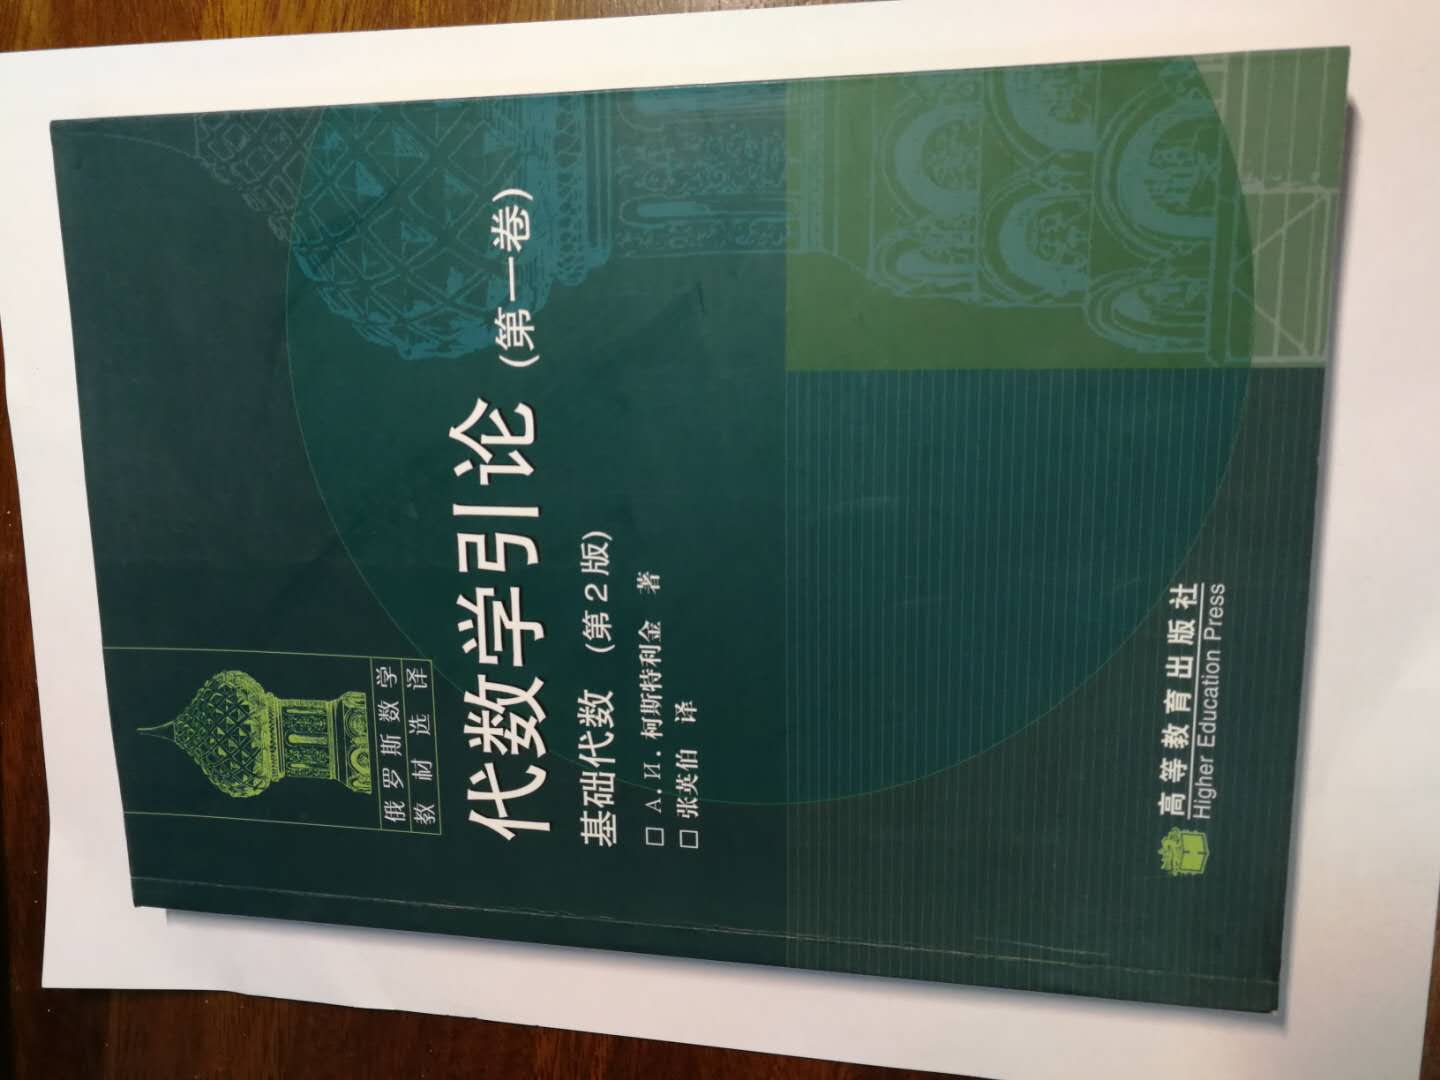 俄罗斯数学
教材选译
代数学引论(第一卷)
基础代数(第2版)
□ А.И.柯斯特利金 著
□ 张英伯 译
高等教育出版社
Higher Education Press